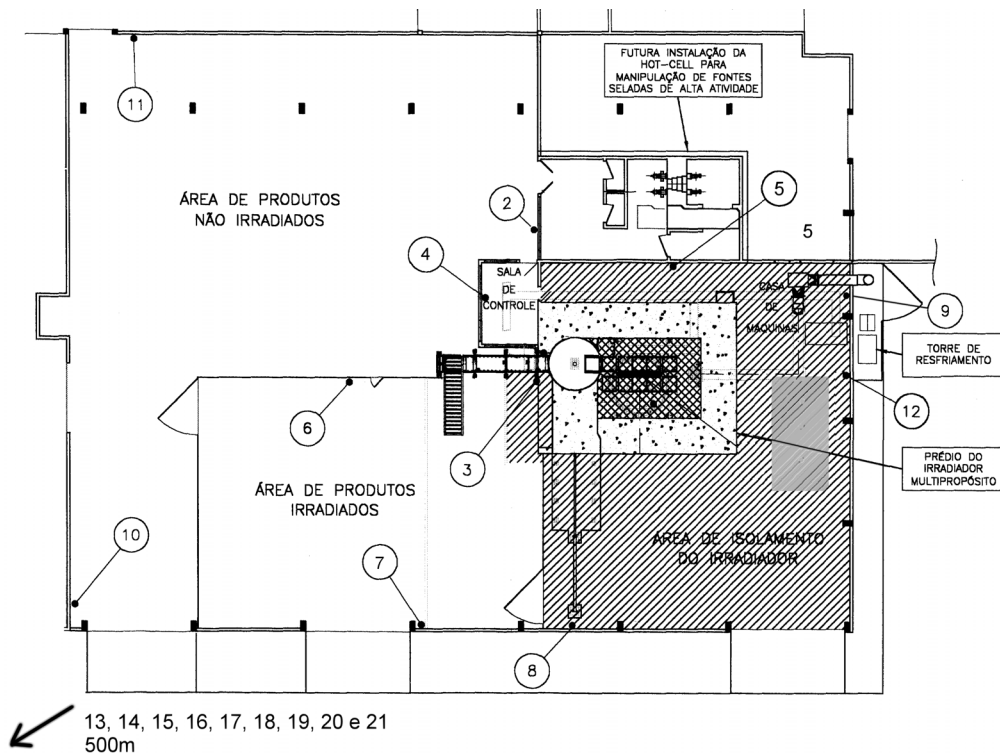 FUTURA INSTALAÇÃO DA
HOT-CELL PARA
MANIPULAÇÃO DE FONTES
SELADAS DE ALTA ATIVIDADE
11
ÁREA DE PRODUTOS
NÃO IRRADIADOS
2
5
5
4
SALA
DE
CONTROLE
CASA
DE
MAQUINAS
9
TORRE DE
RESFRIAMENTO
6
3
12
PRÉDIO DO
IRRADIADOR
MULTIPROPÓSITO
ÁREA DE PRODUTOS
IRRADIADOS
10
7
ÁREA DE ISOLAMENTO
DO IRRADIADOR
8
13, 14, 15, 16, 17, 18, 19, 20 e 21
500m